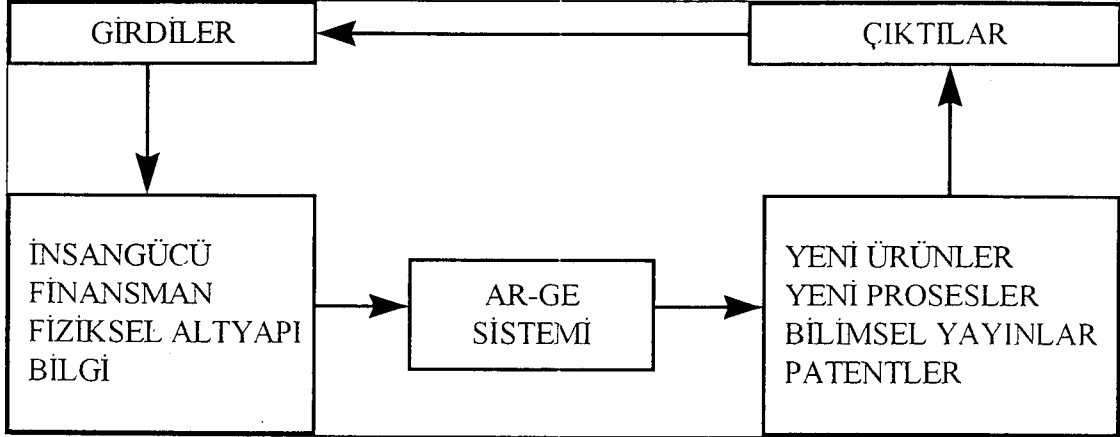 GİRDİLER
ÇIKTILAR
İNSANGÜCÜ
FİNANSMAN
FİZİKSEL ALTYAPI
BİLGİ
AR-GE
SİSTEMİ
YENİ ÜRÜNLER
YENİ PROSESLER
BİLİMSEL YAYINLAR
PATENTLER